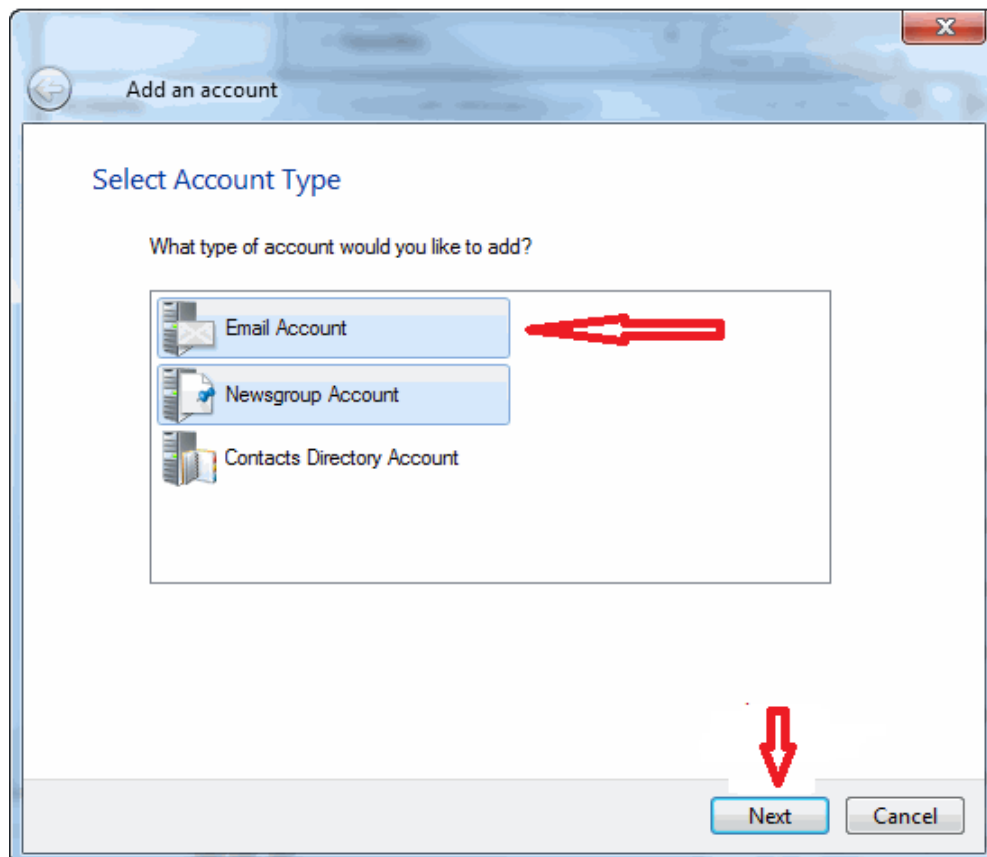 Add an account
Select Account Type
What type of account would you like to add?
Email Account
Newsgroup Account
Contacts Directory Account
Next Cancel